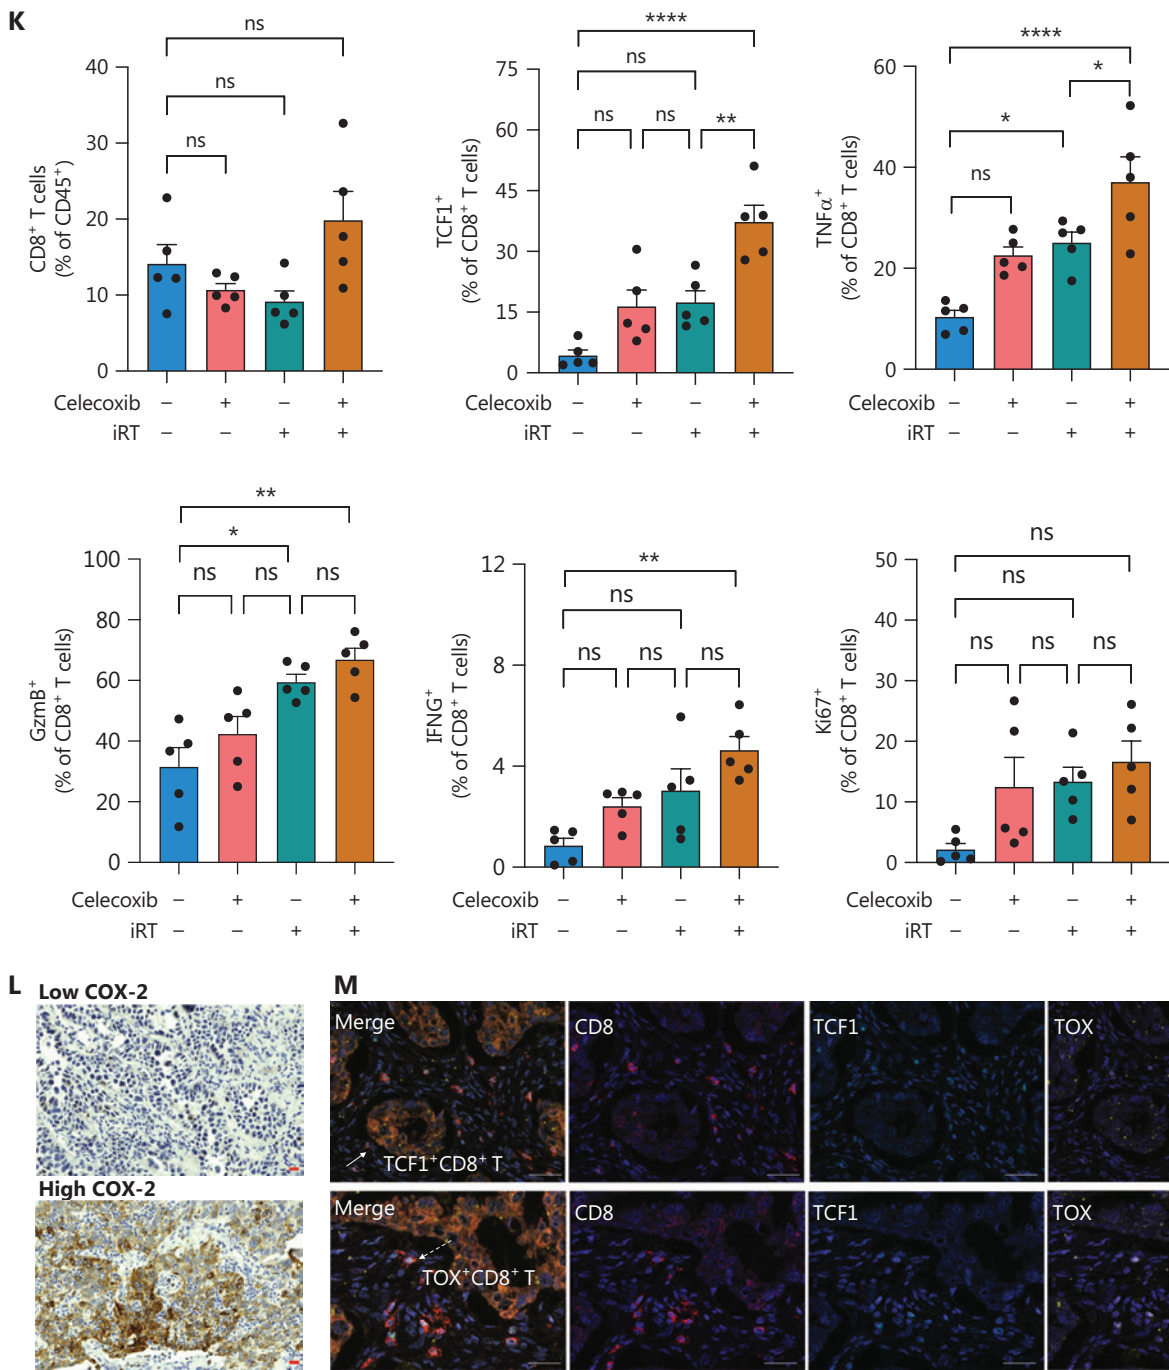 K
ns
ns
ns
40
30
20
10
0
CD8⁺ T cells
(% of CD45⁺)
Celecoxib – + – +
iRT – – + +
****
ns
ns ns **
75
60
45
30
15
0
TCF1⁺
(% of CD8⁺ T cells)
Celecoxib – + – +
iRT – – + +
****
*
*
ns
60
40
20
0
TNFα⁺
(% of CD8⁺ T cells)
Celecoxib – + – +
iRT – – + +
**
*
ns ns ns
100
80
60
40
20
0
GzmB⁺
(% of CD8⁺ T cells)
Celecoxib – + – +
iRT – – + +
**
ns
ns ns ns
12
8
4
0
IFNG⁺
(% of CD8⁺ T cells)
Celecoxib – + – +
iRT – – + +
ns
ns
ns ns ns
50
40
30
20
10
0
Ki67⁺
(% of CD8⁺ T cells)
Celecoxib – + – +
iRT – – + +
L
Low COX-2
High COX-2
M
Merge CD8 TCF1 TOX
TCF1⁺CD8⁺ T
Merge CD8 TCF1 TOX
TOX⁺CD8⁺ T